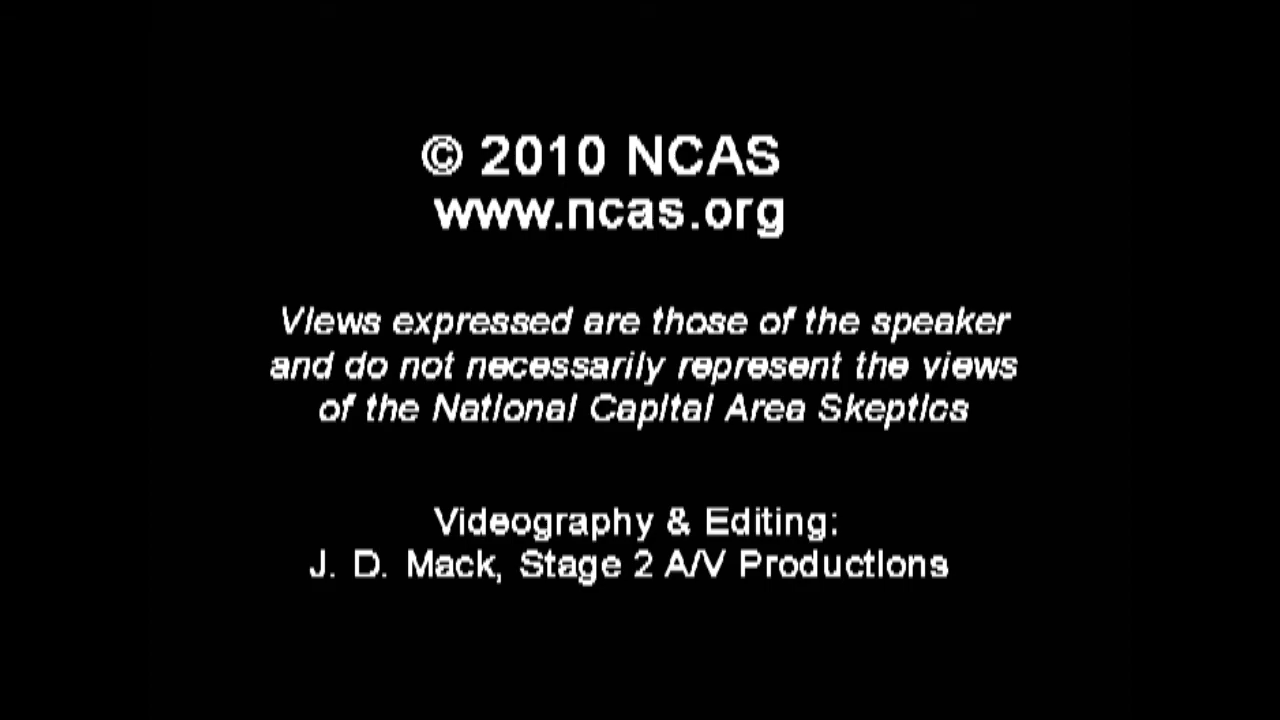 © 2010 NCAS
www.ncas.org
Views expressed are those of the speaker
and do not necessarily represent the views
of the National Capital Area Skeptics
Videography & Editing:
J. D. Mack, Stage 2 A/V Productions